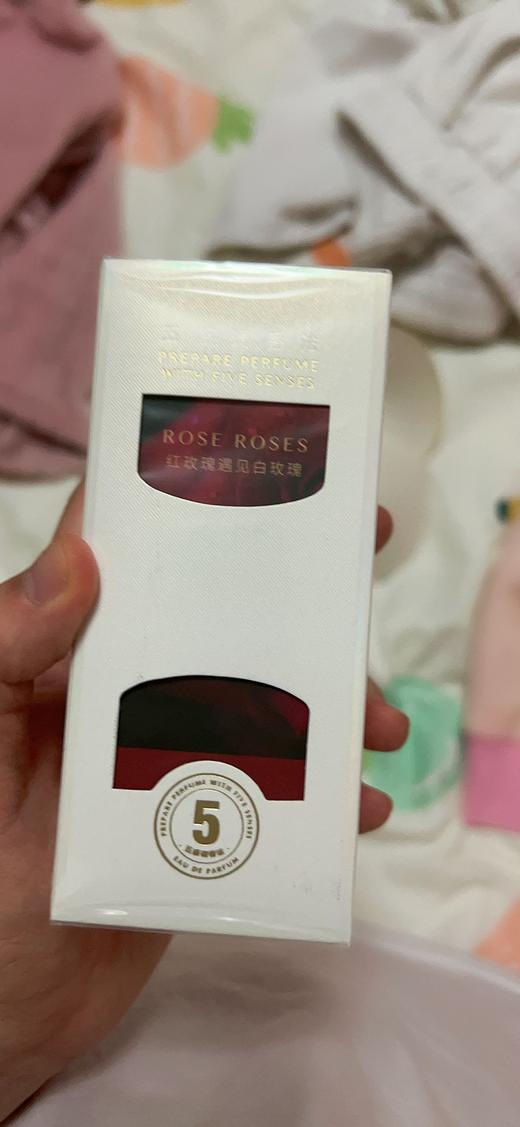 PREPARE PERFUME
WITH FIVE SENSES
ROSE ROSES
红玫瑰遇见白玫瑰
PREPARE PERFUME WITH FIVE SENSES
5
EAU DE PARFUM